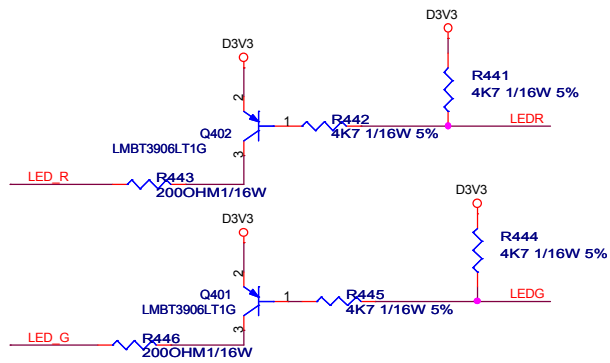 D3V3
D3V3
R441
4K7 1/16W 5%
2
Q402
LMBT3906LT1G
1
R442
4K7 1/16W 5%
LEDR
3
LED_R
R443
200OHM1/16W
D3V3
D3V3
R444
4K7 1/16W 5%
2
Q401
LMBT3906LT1G
1
R445
4K7 1/16W 5%
LEDG
3
LED_G
R446
200OHM1/16W